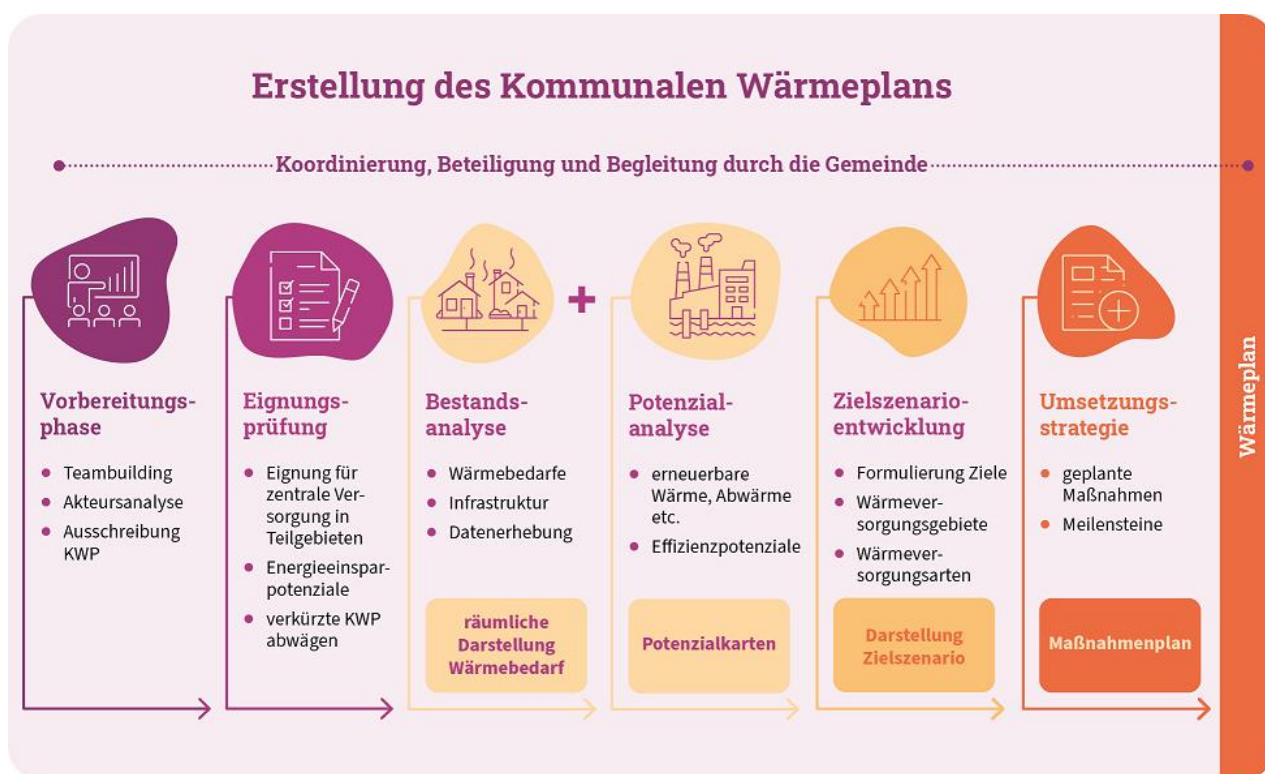 Erstellung des Kommunalen Wärmeplans
Koordinierung, Beteiligung und Begleitung durch die Gemeinde
Vorbereitungs-
phase
Teambuilding
Akteursanalyse
Ausschreibung
KWP
Eignungs-
prüfung
Eignung für
zentrale Ver-
sorgung in
Teilgebieten
Energieeinspar-
potenziale
verkürzte KWP
abwägen
Bestands-
analyse
Wärmebedarfe
Infrastruktur
Datenerhebung
räumliche
Darstellung
Wärmebedarf
Potenzial-
analyse
erneuerbare
Wärme, Abwärme
etc.
Effizienzpotenziale
Potenzialkarten
Zielszenario-
entwicklung
Formulierung Ziele
Wärmever-
sorgungsgebiete
Wärmever-
sorgungsarten
Darstellung
Zielszenario
Umsetzungs-
strategie
geplante
Maßnahmen
Meilensteine
Maßnahmenplan
Wärmeplan